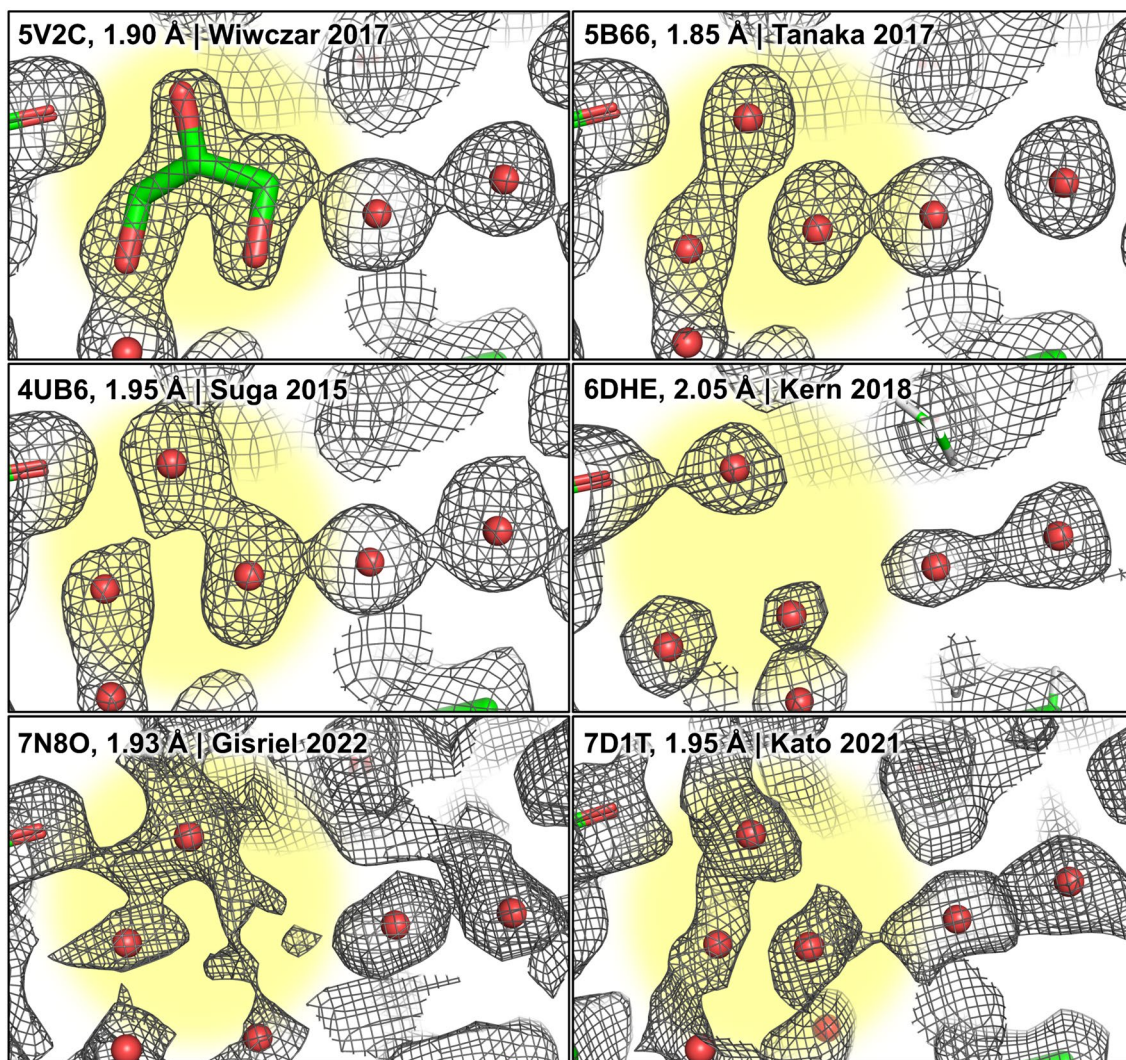 5V2C, 1.90 Å | Wiwczar 2017
5B66, 1.85 Å | Tanaka 2017
4UB6, 1.95 Å | Suga 2015
6DHE, 2.05 Å | Kern 2018
7N8O, 1.93 Å | Gisriel 2022
7D1T, 1.95 Å | Kato 2021